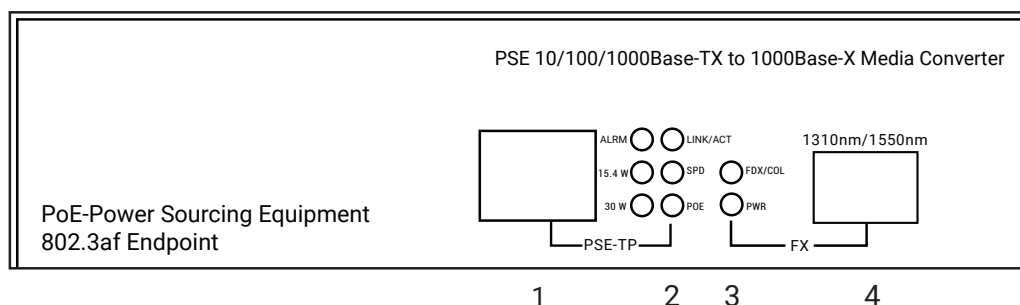 PSE 10/100/1000Base-TX to 1000Base-X Media Converter
ALRM LINK/ACT 1310nm/1550nm
15.4 W SPD FDX/COL
30 W POE PWR
PoE-Power Sourcing Equipment
802.3af Endpoint
PSE-TP FX
1 2 3 4